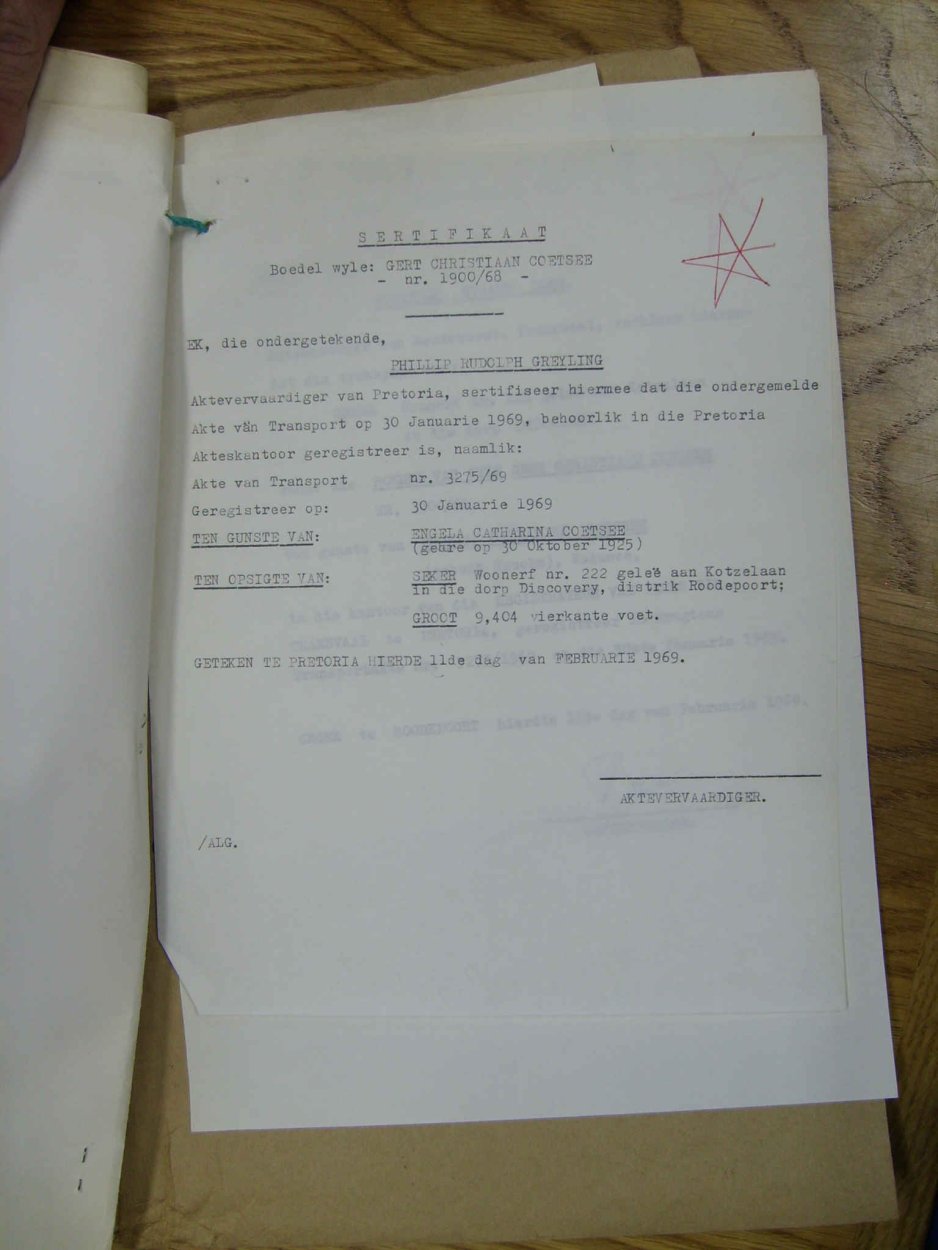 S E R T I F I K A A T
Boedel wyle: GERT CHRISTIAAN COETSEE
- nr. 1900/68 -
EK, die ondergetekende,
PHILLIP RUDOLPH GREYLING
Aktevervaardiger van Pretoria, sertifiseer hiermee dat die ondergemelde
Akte van Transport op 30 Januarie 1969, behoorlik in die Pretoria
Akteskantoor geregistreer is, naamlik:
Akte van Transport nr. 3275/69
Geregistreer op: 30 Januarie 1969
TEN GUNSTE VAN: ENGELA CATHARINA COETSEE
(gebore op 30 Oktober 1925)
TEN OPSIGTE VAN: SEKER Woonerf nr. 222 geleë aan Kotzelaan
in die dorp Discovery, distrik Roodepoort;
GROOT 9,404 vierkante voet.
GETEKEN TE PRETORIA HIERDE 11de dag van FEBRUARIE 1969.
AKTEVERVAARDIGER.
/ALG.